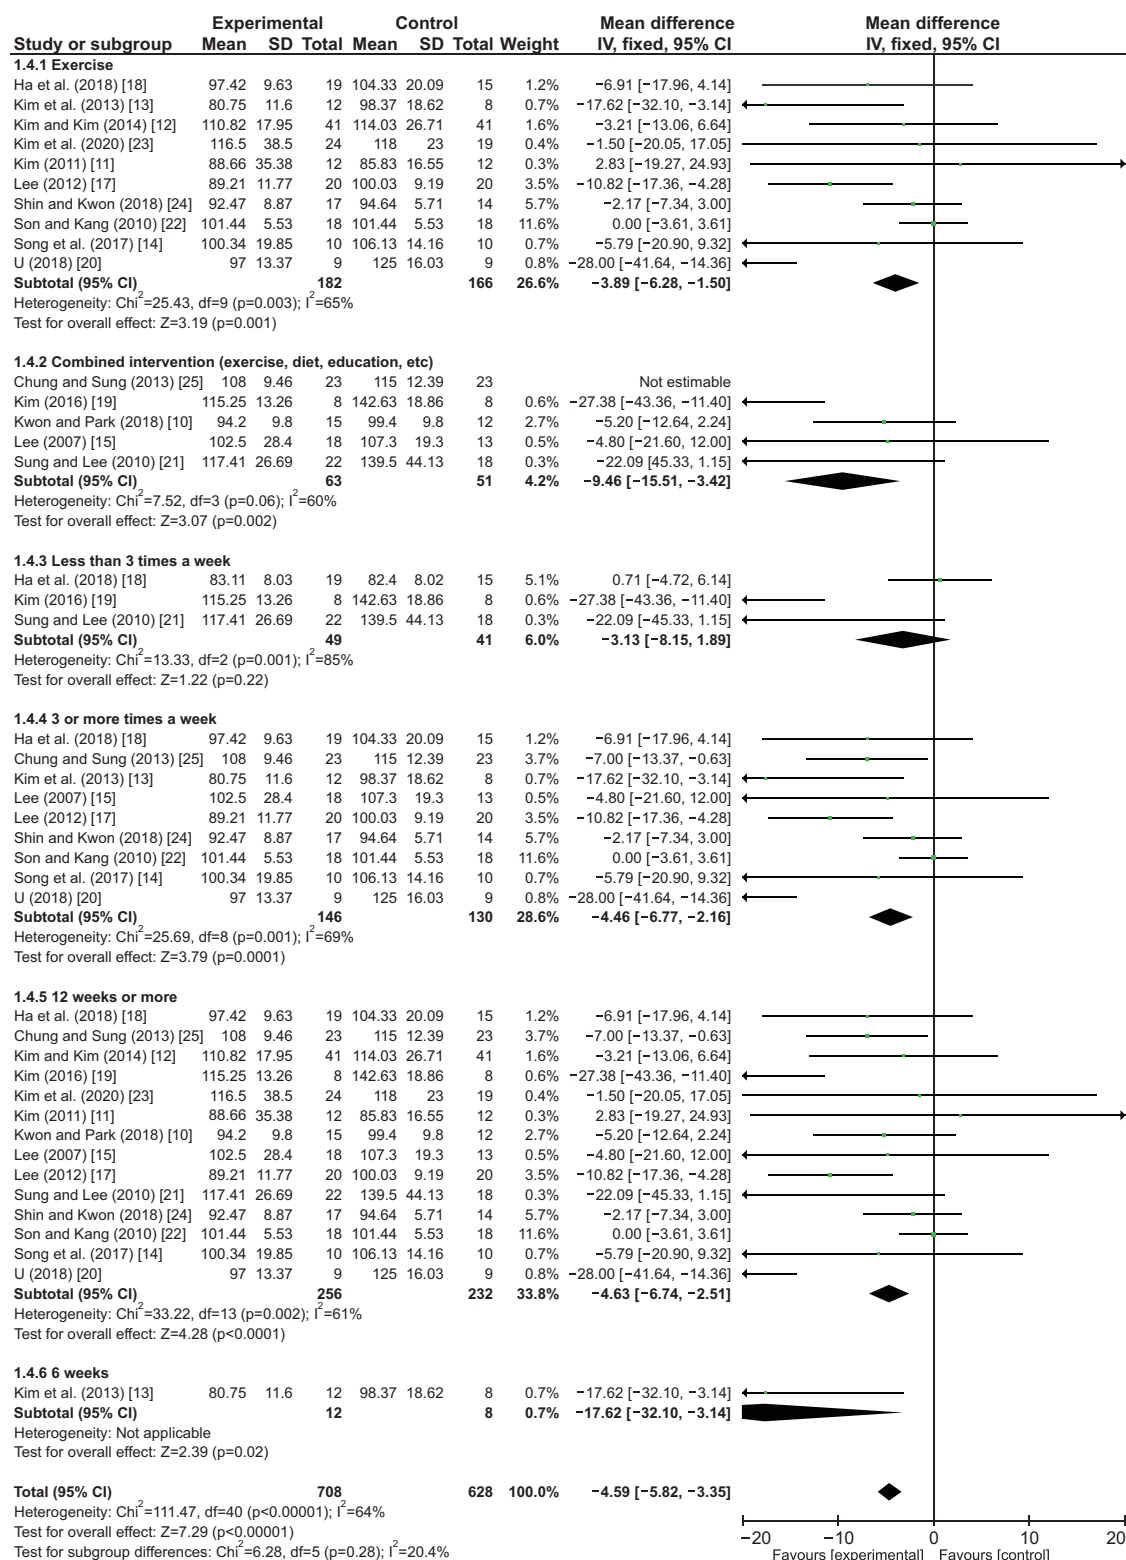 Experimental Control Mean difference Mean difference
Study or subgroup Mean SD Total Mean SD Total Weight IV, fixed, 95% CI IV, fixed, 95% CI
1.4.1 Exercise
Ha et al. (2018) [18] 97.42 9.63 19 104.33 20.09 15 1.2% −6.91 [−17.96, 4.14]
Kim et al. (2013) [13] 80.75 11.6 12 98.37 18.62 8 0.7% −17.62 [−32.10, −3.14]
Kim and Kim (2014) [12] 110.82 17.95 41 114.03 26.71 41 1.6% −3.21 [−13.06, 6.64]
Kim et al. (2020) [23] 116.5 38.5 24 118 23 19 0.4% −1.50 [−20.05, 17.05]
Kim (2011) [11] 88.66 35.38 12 85.83 16.55 12 0.3% 2.83 [−19.27, 24.93]
Lee (2012) [17] 89.21 11.77 20 100.03 9.19 20 3.5% −10.82 [−17.36, −4.28]
Shin and Kwon (2018) [24] 92.47 8.87 17 94.64 5.71 14 5.7% −2.17 [−7.34, 3.00]
Son and Kang (2010) [22] 101.44 5.53 18 101.44 5.53 18 11.6% 0.00 [−3.61, 3.61]
Song et al. (2017) [14] 100.34 19.85 10 106.13 14.16 10 0.7% −5.79 [−20.90, 9.32]
U (2018) [20] 97 13.37 9 125 16.03 9 0.8% −28.00 [−41.64, −14.36]
Subtotal (95% CI) 182 166 26.6% −3.89 [−6.28, −1.50]
Heterogeneity: Chi²=25.43, df=9 (p=0.003); I²=65%
Test for overall effect: Z=3.19 (p=0.001)
1.4.2 Combined intervention (exercise, diet, education, etc)
Chung and Sung (2013) [25] 108 9.46 23 115 12.39 23 Not estimable
Kim (2016) [19] 115.25 13.26 8 142.63 18.86 8 0.6% −27.38 [−43.36, −11.40]
Kwon and Park (2018) [10] 94.2 9.8 15 99.4 9.8 12 2.7% −5.20 [−12.64, 2.24]
Lee (2007) [15] 102.5 28.4 18 107.3 19.3 13 0.5% −4.80 [−21.60, 12.00]
Sung and Lee (2010) [21] 117.41 26.69 22 139.5 44.13 18 0.3% −22.09 [45.33, 1.15]
Subtotal (95% CI) 63 51 4.2% −9.46 [−15.51, −3.42]
Heterogeneity: Chi²=7.52, df=3 (p=0.06); I²=60%
Test for overall effect: Z=3.07 (p=0.002)
1.4.3 Less than 3 times a week
Ha et al. (2018) [18] 83.11 8.03 19 82.4 8.02 15 5.1% 0.71 [−4.72, 6.14]
Kim (2016) [19] 115.25 13.26 8 142.63 18.86 8 0.6% −27.38 [−43.36, −11.40]
Sung and Lee (2010) [21] 117.41 26.69 22 139.5 44.13 18 0.3% −22.09 [−45.33, 1.15]
Subtotal (95% CI) 49 41 6.0% −3.13 [−8.15, 1.89]
Heterogeneity: Chi²=13.33, df=2 (p=0.001); I²=85%
Test for overall effect: Z=1.22 (p=0.22)
1.4.4 3 or more times a week
Ha et al. (2018) [18] 97.42 9.63 19 104.33 20.09 15 1.2% −6.91 [−17.96, 4.14]
Chung and Sung (2013) [25] 108 9.46 23 115 12.39 23 3.7% −7.00 [−13.37, −0.63]
Kim et al. (2013) [13] 80.75 11.6 12 98.37 18.62 8 0.7% −17.62 [−32.10, −3.14]
Lee (2007) [15] 102.5 28.4 18 107.3 19.3 13 0.5% −4.80 [−21.60, 12.00]
Lee (2012) [17] 89.21 11.77 20 100.03 9.19 20 3.5% −10.82 [−17.36, −4.28]
Shin and Kwon (2018) [24] 92.47 8.87 17 94.64 5.71 14 5.7% −2.17 [−7.34, 3.00]
Son and Kang (2010) [22] 101.44 5.53 18 101.44 5.53 18 11.6% 0.00 [−3.61, 3.61]
Song et al. (2017) [14] 100.34 19.85 10 106.13 14.16 10 0.7% −5.79 [−20.90, 9.32]
U (2018) [20] 97 13.37 9 125 16.03 9 0.8% −28.00 [−41.64, −14.36]
Subtotal (95% CI) 146 130 28.6% −4.46 [−6.77, −2.16]
Heterogeneity: Chi²=25.69, df=8 (p=0.001); I²=69%
Test for overall effect: Z=3.79 (p=0.0001)
1.4.5 12 weeks or more
Ha et al. (2018) [18] 97.42 9.63 19 104.33 20.09 15 1.2% −6.91 [−17.96, 4.14]
Chung and Sung (2013) [25] 108 9.46 23 115 12.39 23 3.7% −7.00 [−13.37, −0.63]
Kim and Kim (2014) [12] 110.82 17.95 41 114.03 26.71 41 1.6% −3.21 [−13.06, 6.64]
Kim (2016) [19] 115.25 13.26 8 142.63 18.86 8 0.6% −27.38 [−43.36, −11.40]
Kim et al. (2020) [23] 116.5 38.5 24 118 23 19 0.4% −1.50 [−20.05, 17.05]
Kim (2011) [11] 88.66 35.38 12 85.83 16.55 12 0.3% 2.83 [−19.27, 24.93]
Kwon and Park (2018) [10] 94.2 9.8 15 99.4 9.8 12 2.7% −5.20 [−12.64, 2.24]
Lee (2007) [15] 102.5 28.4 18 107.3 19.3 13 0.5% −4.80 [−21.60, 12.00]
Lee (2012) [17] 89.21 11.77 20 100.03 9.19 20 3.5% −10.82 [−17.36, −4.28]
Sung and Lee (2010) [21] 117.41 26.69 22 139.5 44.13 18 0.3% −22.09 [−45.33, 1.15]
Shin and Kwon (2018) [24] 92.47 8.87 17 94.64 5.71 14 5.7% −2.17 [−7.34, 3.00]
Son and Kang (2010) [22] 101.44 5.53 18 101.44 5.53 18 11.6% 0.00 [−3.61, 3.61]
Song et al. (2017) [14] 100.34 19.85 10 106.13 14.16 10 0.7% −5.79 [−20.90, 9.32]
U (2018) [20] 97 13.37 9 125 16.03 9 0.8% −28.00 [−41.64, −14.36]
Subtotal (95% CI) 256 232 33.8% −4.63 [−6.74, −2.51]
Heterogeneity: Chi²=33.22, df=13 (p=0.002); I²=61%
Test for overall effect: Z=4.28 (p<0.0001)
1.4.6 6 weeks
Kim et al. (2013) [13] 80.75 11.6 12 98.37 18.62 8 0.7% −17.62 [−32.10, −3.14]
Subtotal (95% CI) 12 8 0.7% −17.62 [−32.10, −3.14]
Heterogeneity: Not applicable
Test for overall effect: Z=2.39 (p=0.02)
Total (95% CI) 708 628 100.0% −4.59 [−5.82, −3.35]
Heterogeneity: Chi²=111.47, df=40 (p<0.00001); I²=64%
Test for overall effect: Z=7.29 (p<0.00001)
Test for subgroup differences: Chi²=6.28, df=5 (p=0.28); I²=20.4%
−20 −10 0 10 20
Favours [experimental] Favours [control]